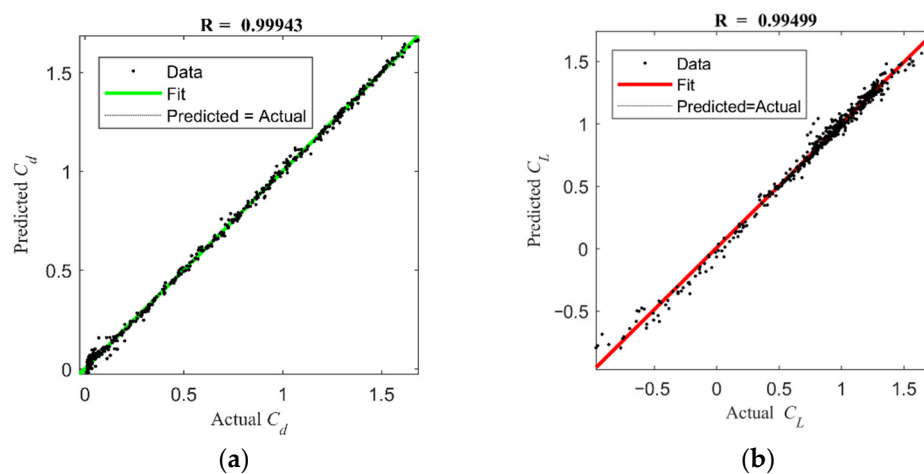 R = 0.99943
Data
Fit
Predicted = Actual
Predicted C_d
1.5
1
0.5
0
0
0.5
1
1.5
Actual C_d
(a)
R = 0.99499
Data
Fit
Predicted=Actual
Predicted C_L
1.5
1
0.5
0
−0.5
−0.5
0
0.5
1
1.5
Actual C_L
(b)